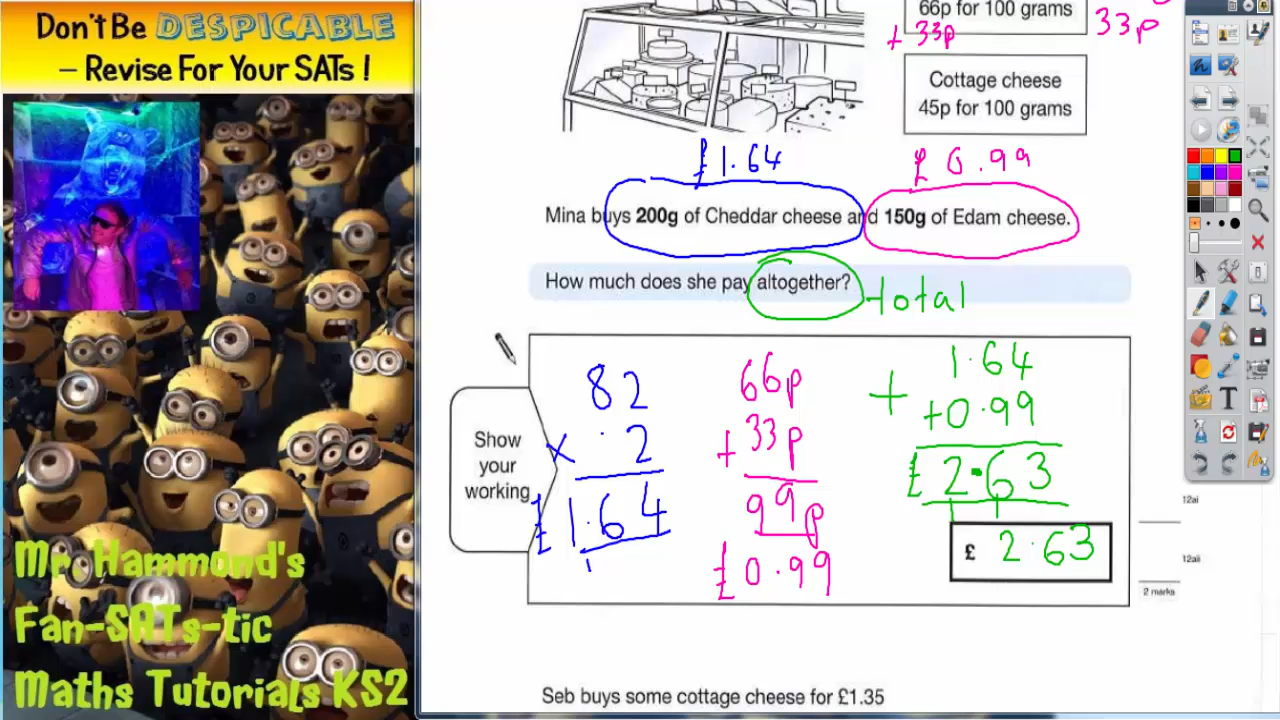 Don't Be DESPICABLE
– Revise For Your SATs !
66p for 100 grams
+ 33p
33p
Cottage cheese
45p for 100 grams
£1.64
£0.99
Mina buys 200g of Cheddar cheese and 150g of Edam cheese.
How much does she pay altogether?
total
Show
your
working
82
× 2
£1.64
66p
+ 33p
99p
£0.99
1.64
+
+0.99
£2.63
£ 2.63
12ai
12aii
2 marks
Mr Hammond's
Fan-SATs-tic
Maths Tutorials KS2
Seb buys some cottage cheese for £1.35